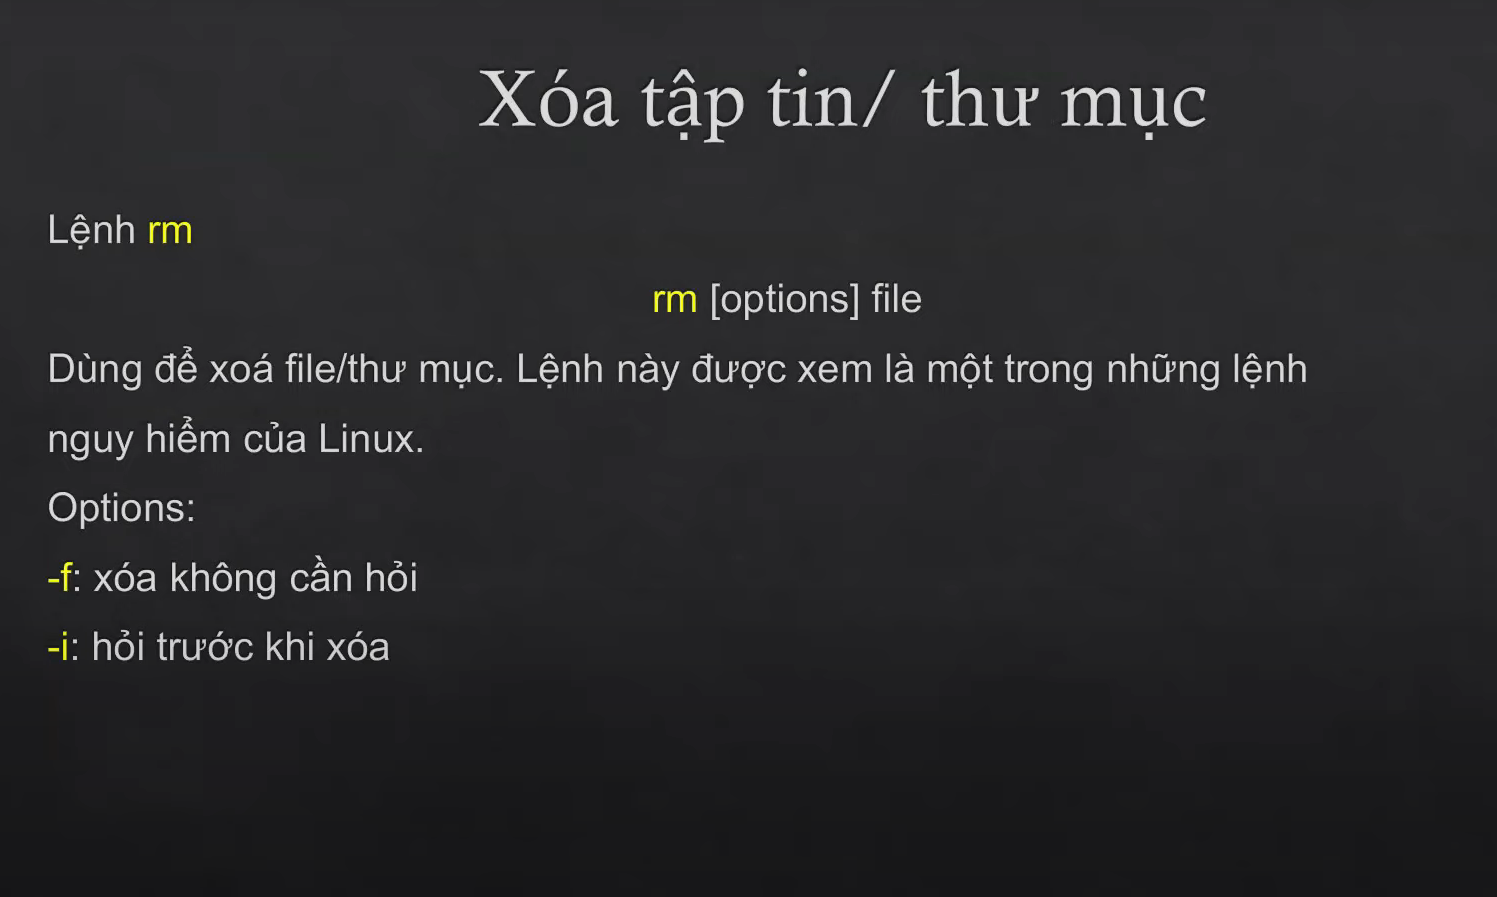 Xóa tập tin/ thư mục
Lệnh rm
rm [options] file
Dùng để xoá file/thư mục. Lệnh này được xem là một trong những lệnh
nguy hiểm của Linux.
Options:
-f: xóa không cần hỏi
-i: hỏi trước khi xóa